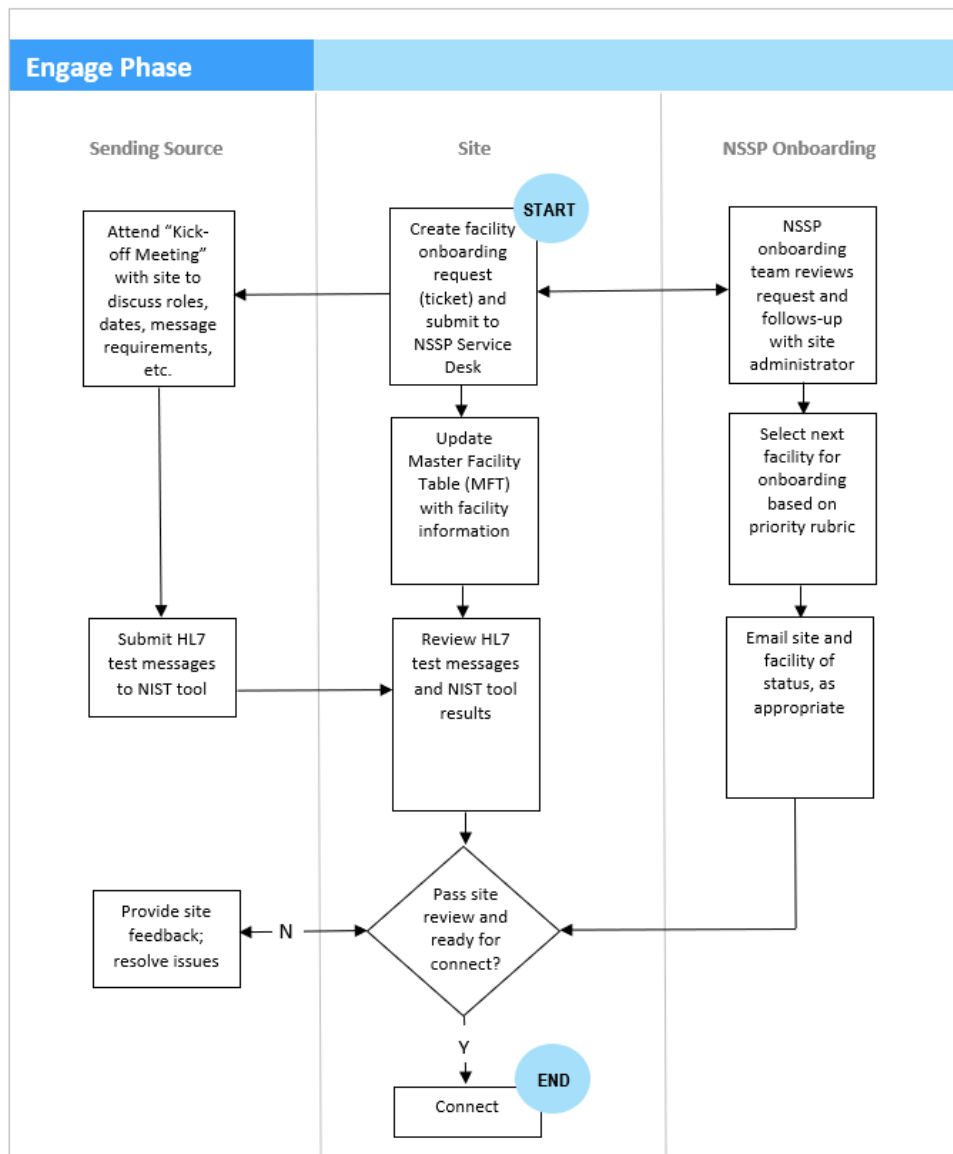 Engage Phase
Sending Source
Site
NSSP Onboarding
START
Attend “Kick-
off Meeting”
with site to
discuss roles,
dates, message
requirements,
etc.
Create facility
onboarding
request
(ticket) and
submit to
NSSP Service
Desk
NSSP
onboarding
team reviews
request and
follows-up
with site
administrator
Update
Master Facility
Table (MFT)
with facility
information
Select next
facility for
onboarding
based on
priority rubric
Submit HL7
test messages
to NIST tool
Review HL7
test messages
and NIST tool
results
Email site and
facility of
status, as
appropriate
Provide site
feedback;
resolve issues
N
Pass site
review and
ready for
connect?
Y
END
Connect